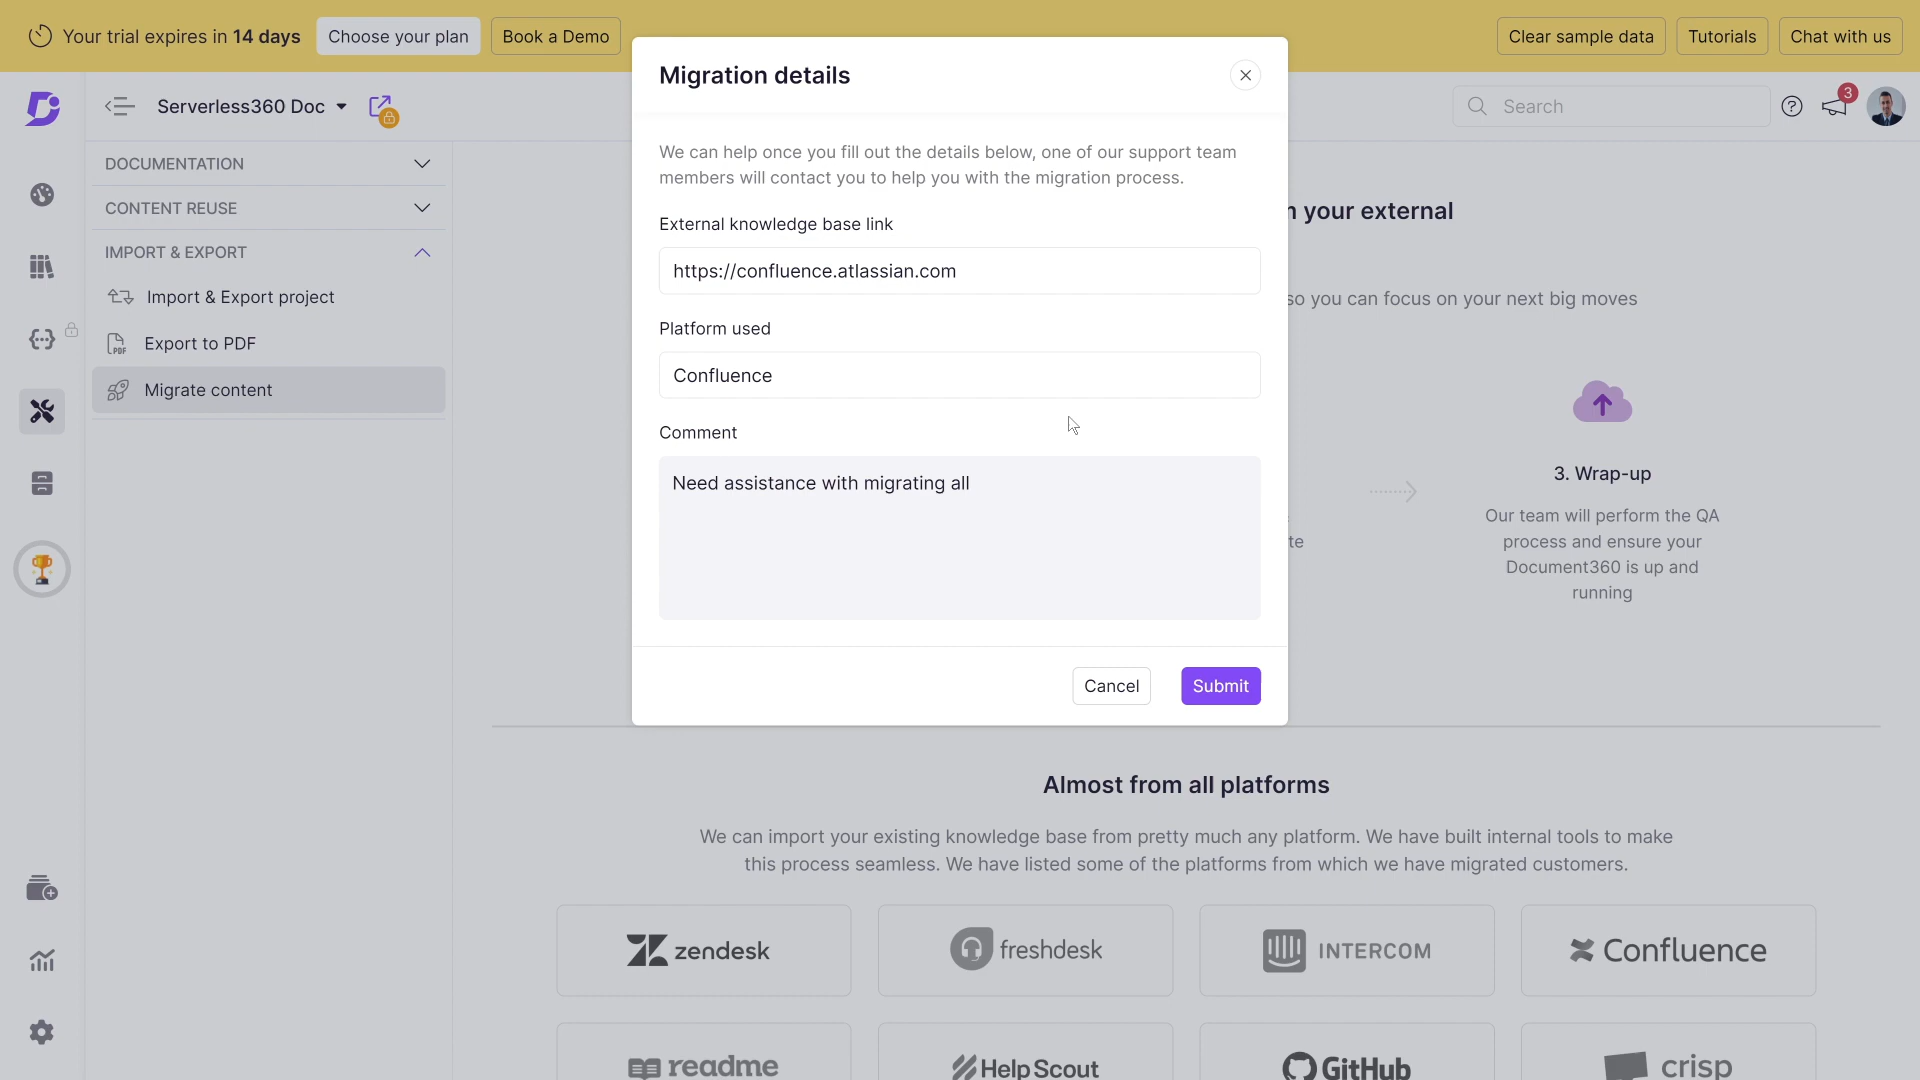 Your trial expires in 14 days
Choose your plan
Book a Demo
Clear sample data
Tutorials
Chat with us
Serverless360 Doc
Search
3
DOCUMENTATION
CONTENT REUSE
IMPORT & EXPORT
Import & Export project
PDF
Export to PDF
Migrate content
Migration details
We can help once you fill out the details below, one of our support team
members will contact you to help you with the migration process.
External knowledge base link
https://confluence.atlassian.com
Platform used
Confluence
Comment
Need assistance with migrating all
Cancel
Submit
your external
so you can focus on your next big moves
te
3. Wrap-up
Our team will perform the QA
process and ensure your
Document360 is up and
running
Almost from all platforms
We can import your existing knowledge base from pretty much any platform. We have built internal tools to make
this process seamless. We have listed some of the platforms from which we have migrated customers.
zendesk
freshdesk
INTERCOM
Confluence
readme
Help Scout
GitHub
crisp